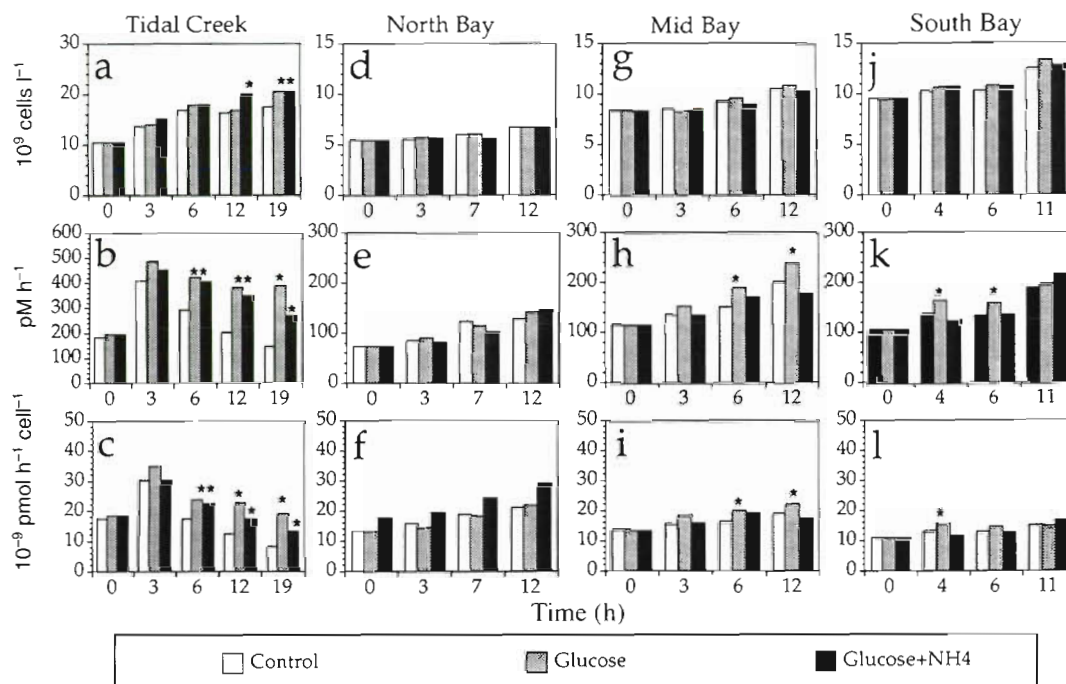 Tidal Creek North Bay Mid Bay South Bay
10⁹ cells l⁻¹
30 20 10 0
a * **
0 3 6 12 19
15 10 5 0
d
0 3 7 12
15 10 5 0
g
0 3 6 12
15 10 5 0
j
0 4 6 11
pM h⁻¹
600 500 400 300 200 100 0
b ** ** * *
0 3 6 12 19
300 200 100 0
e
0 3 7 12
300 200 100 0
h * *
0 3 6 12
300 200 100 0
k * *
0 4 6 11
10⁻⁹ pmol h⁻¹ cell⁻¹
50 40 30 20 10 0
c ** * * * *
0 3 6 12 19
50 40 30 20 10 0
f
0 3 7 12
50 40 30 20 10 0
i * *
0 3 6 12
50 40 30 20 10 0
l *
0 4 6 11
Time (h)
Control Glucose Glucose+NH4